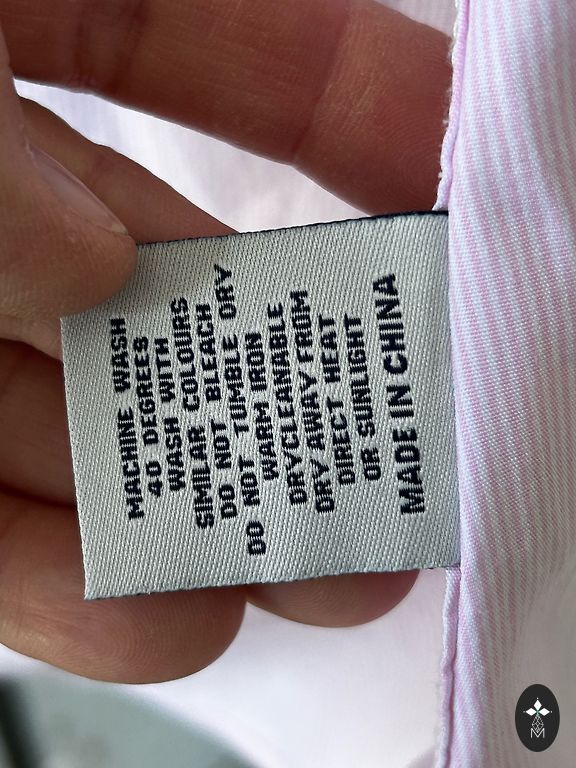 MACHINE WASH
40 DEGREES
WASH WITH
SIMILAR COLOURS
DO NOT BLEACH
DO NOT TUMBLE DRY
WARM IRON
DRYCLEANABLE
DRY AWAY FROM
DIRECT HEAT
OR SUNLIGHT
MADE IN CHINA
M